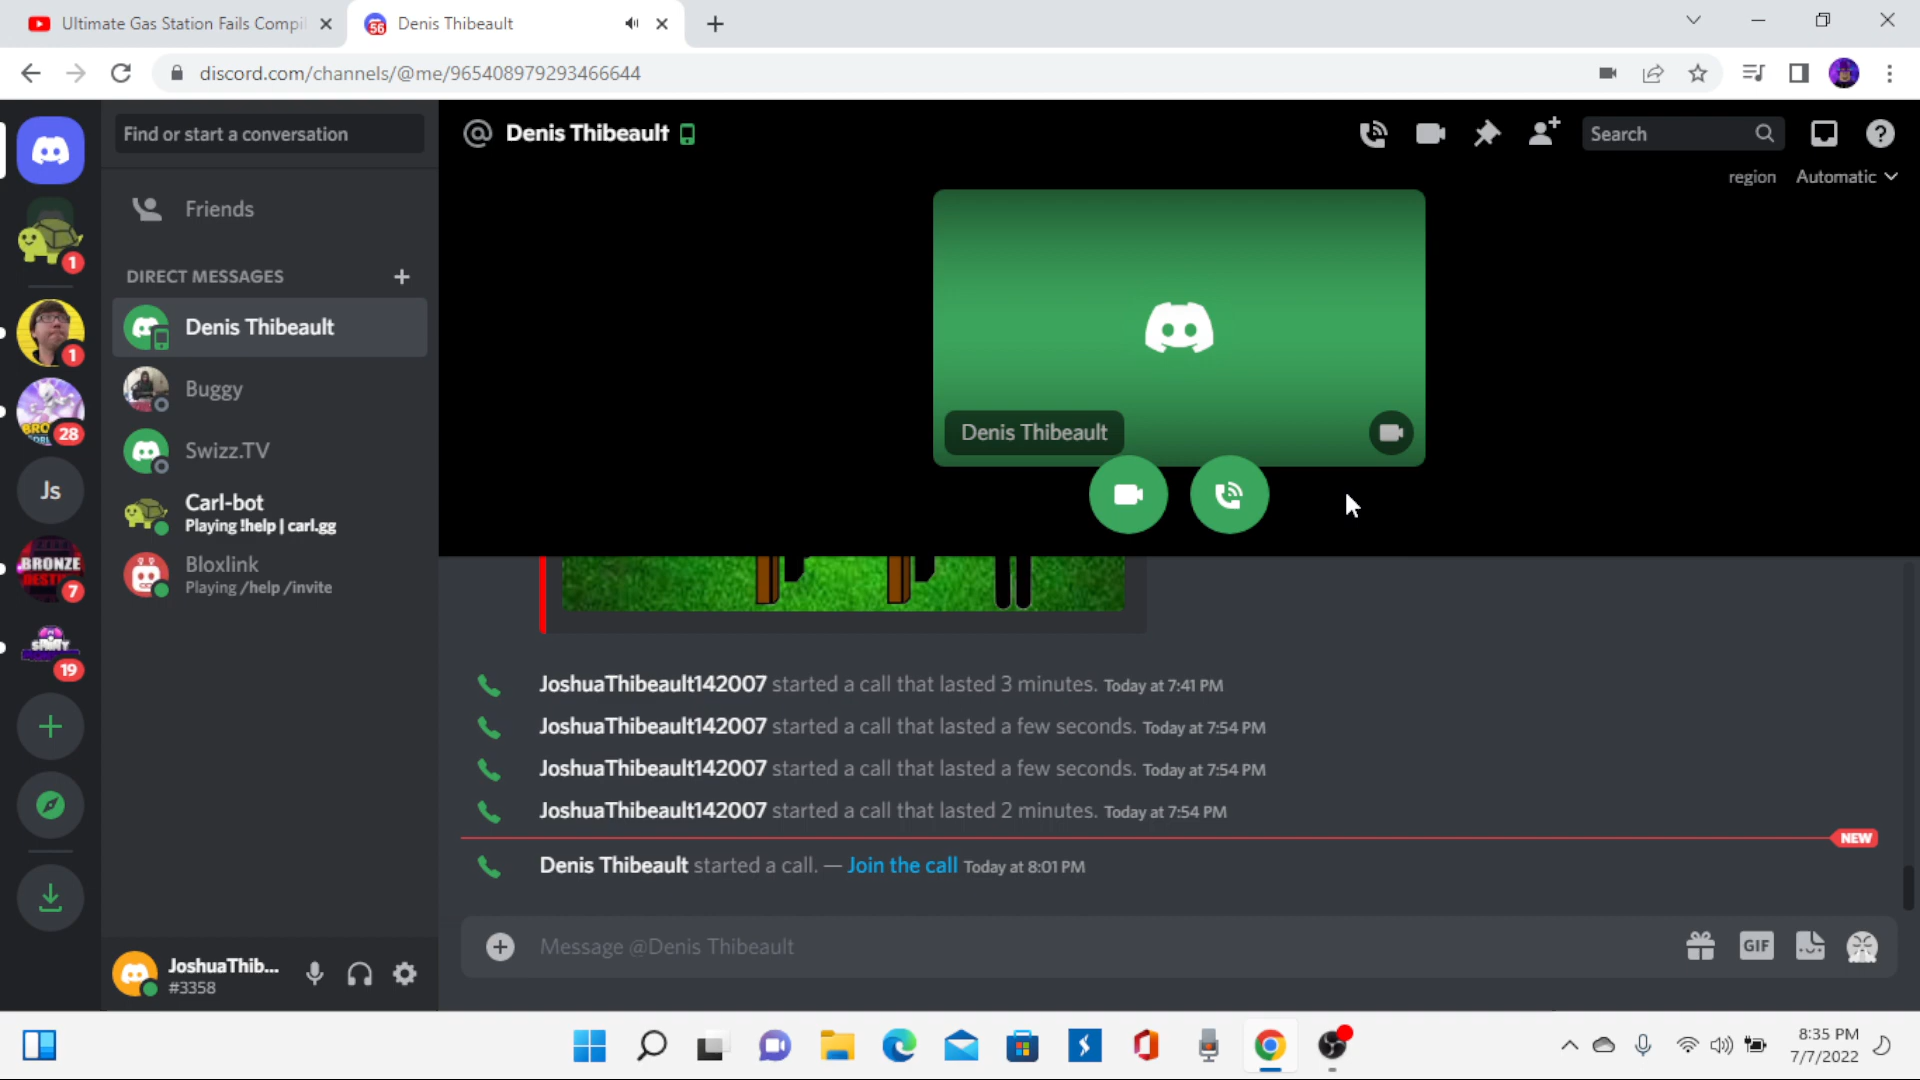 Ultimate Gas Station Fails Compil
56
Denis Thibeault
discord.com/channels/@me/965408979293466644
Find or start a conversation
Denis Thibeault
Search
region
Automatic
Friends
DIRECT MESSAGES
Denis Thibeault
Buggy
Swizz.TV
Carl-bot
Playing !help | carl.gg
Bloxlink
Playing /help /invite
1
1
28
Js
BRONZE
7
19
Denis Thibeault
JoshuaThibeault142007 started a call that lasted 3 minutes. Today at 7:41 PM
JoshuaThibeault142007 started a call that lasted a few seconds. Today at 7:54 PM
JoshuaThibeault142007 started a call that lasted a few seconds. Today at 7:54 PM
JoshuaThibeault142007 started a call that lasted 2 minutes. Today at 7:54 PM
NEW
Denis Thibeault started a call. — Join the call Today at 8:01 PM
Message @Denis Thibeault
GIF
JoshuaThib...
#3358
8:35 PM
7/7/2022